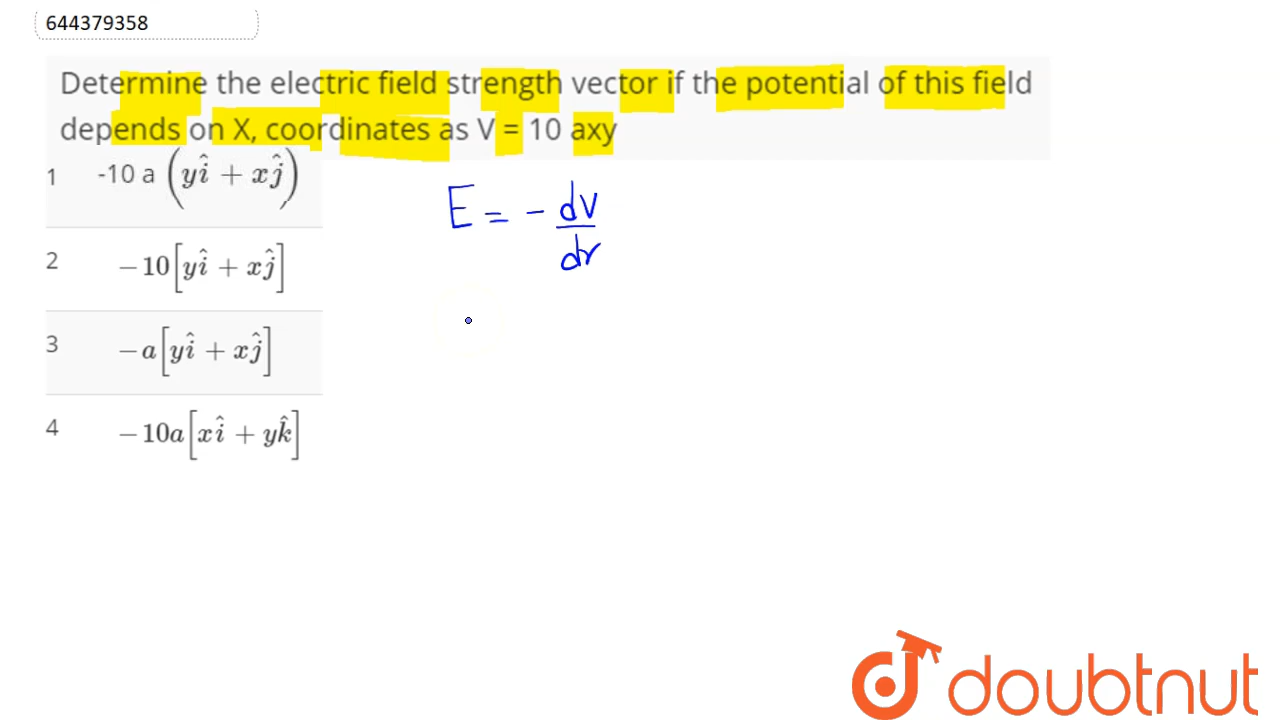 644379358
Determine the electric field strength vector if the potential of this field
depends on X, coordinates as V = 10 axy
1 -10 a (yî + xĵ)
E = - dV/dr
2 −10[yî + xĵ]
3 −a[yî + xĵ]
4 −10a[xî + yk̂]
doubtnut